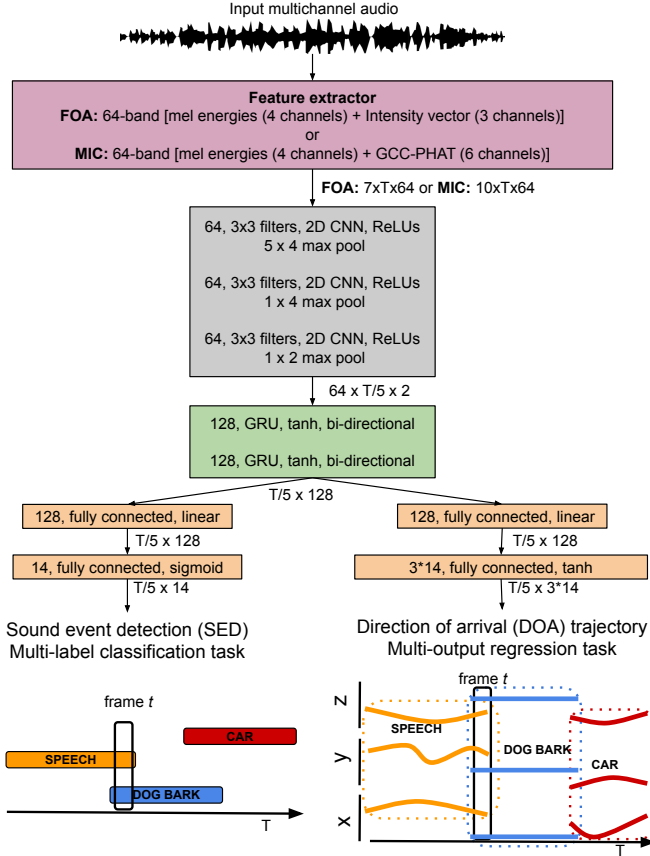 Input multichannel audio
Feature extractor
FOA: 64-band [mel energies (4 channels) + Intensity vector (3 channels)]
or
MIC: 64-band [mel energies (4 channels) + GCC-PHAT (6 channels)]
FOA: 7xTx64 or MIC: 10xTx64
64, 3x3 filters, 2D CNN, ReLUs
5 x 4 max pool
64, 3x3 filters, 2D CNN, ReLUs
1 x 4 max pool
64, 3x3 filters, 2D CNN, ReLUs
1 x 2 max pool
64 x T/5 x 2
128, GRU, tanh, bi-directional
128, GRU, tanh, bi-directional
T/5 x 128
128, fully connected, linear
T/5 x 128
14, fully connected, sigmoid
T/5 x 14
Sound event detection (SED)
Multi-label classification task
128, fully connected, linear
T/5 x 128
3*14, fully connected, tanh
T/5 x 3*14
Direction of arrival (DOA) trajectory
Multi-output regression task
frame t
CAR
SPEECH
DOG BARK
T
frame t
z
y
x
SPEECH
DOG BARK
CAR
T